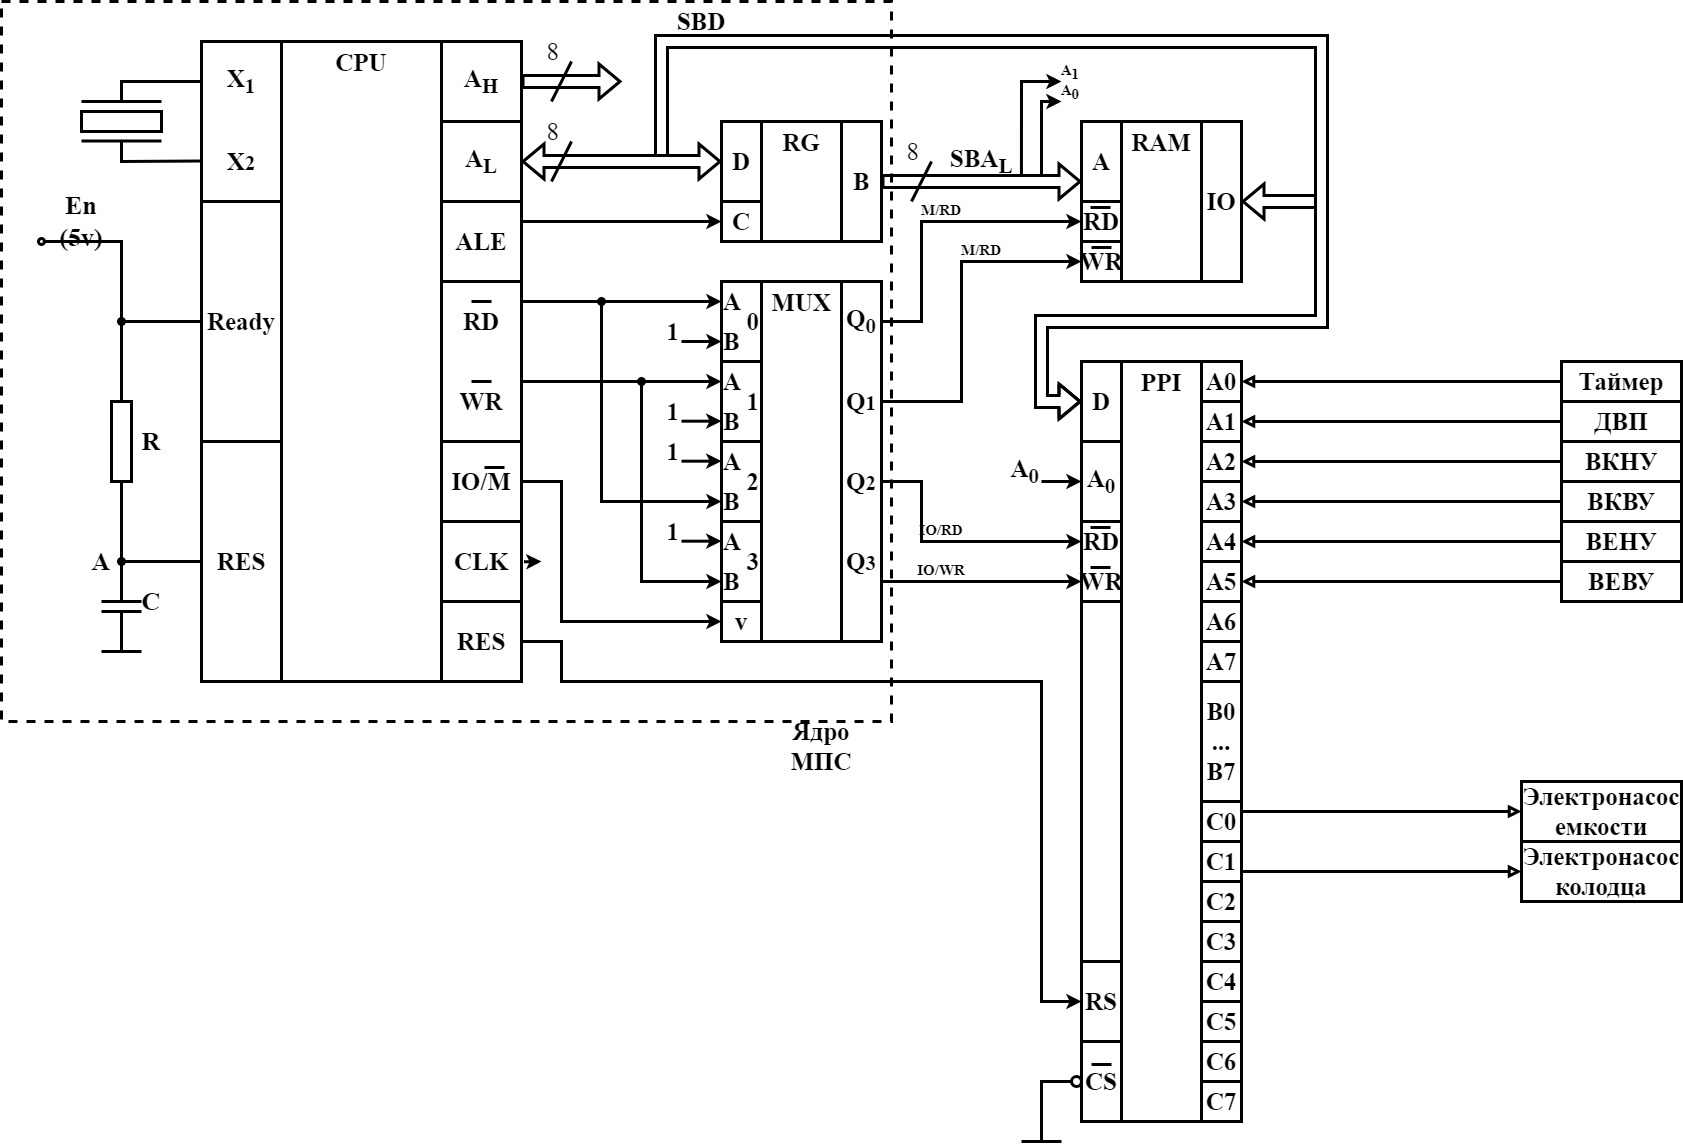 SBD
CPU
X1
X2
AH
8
AL
8
ALE
En
(5v)
Ready
R
RD
WR
IO/M
CLK
A
RES
RES
C
RG
D
C
B
8
SBAL
A1
A0
M/RD
M/RD
RAM
A
RD
WR
IO
MUX
A
0
1
B
A
1
1
B
1
A
2
B
1
A
3
B
v
Q0
Q1
Q2
Q3
IO/RD
IO/WR
Ядро
МПС
PPI
D
A0
A0
RD
WR
RS
CS
A0
A1
A2
A3
A4
A5
A6
A7
B0
...
B7
C0
C1
C2
C3
C4
C5
C6
C7
Таймер
ДВП
ВКНУ
ВКВУ
ВЕНУ
ВЕВУ
Электронасос
емкости
Электронасос
колодца